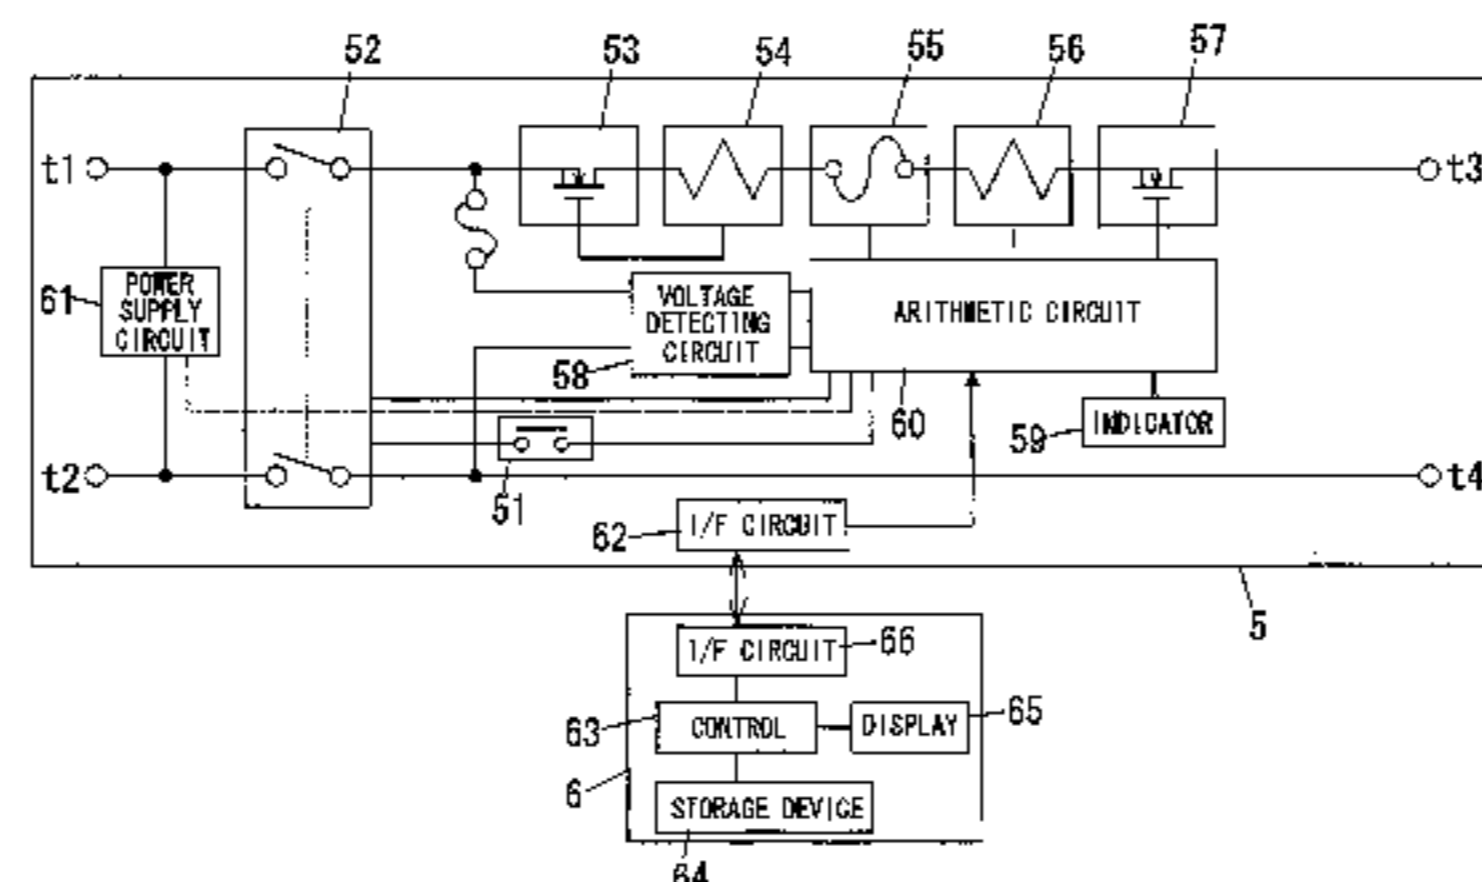 52
53
54
55
56
57
t1
t3
61
POWER
SUPPLY
CIRCUIT
VOLTAGE
DETECTING
CIRCUIT
ARITHMETIC CIRCUIT
58
60
59
INDICATOR
t2
t4
51
62
I/F CIRCUIT
5
I/F CIRCUIT
66
63
CONTROL
DISPLAY
65
6
STORAGE DEVICE
64